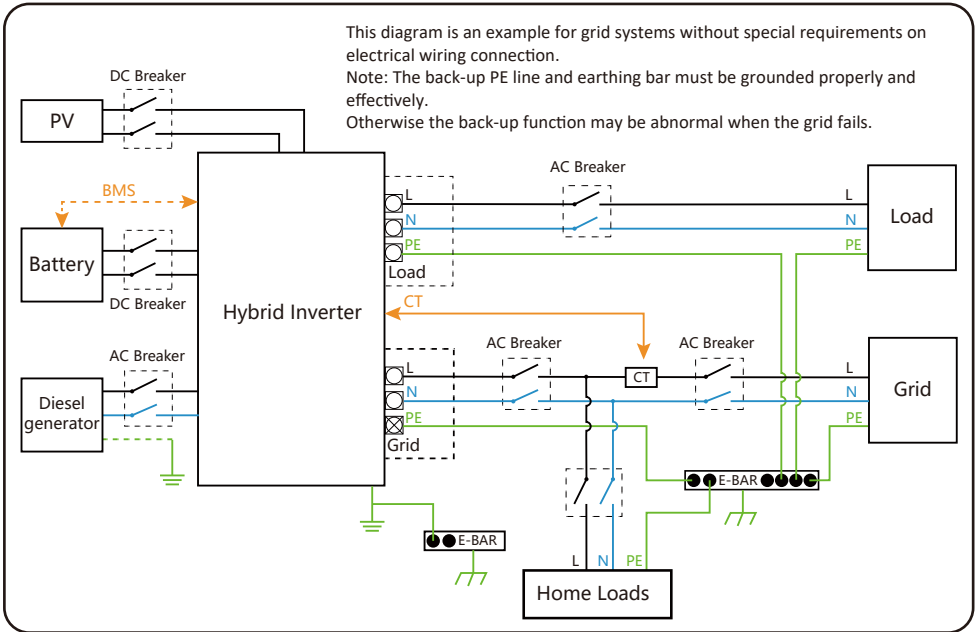 This diagram is an example for grid systems without special requirements on
electrical wiring connection.
Note: The back-up PE line and earthing bar must be grounded properly and
effectively.
Otherwise the back-up function may be abnormal when the grid fails.
DC Breaker
PV
BMS
Battery
DC Breaker
AC Breaker
Diesel
generator
Hybrid Inverter
L
N
PE
Load
AC Breaker
L
N
PE
Load
CT
L
N
PE
Grid
AC Breaker
CT
AC Breaker
L
N
PE
Grid
E-BAR
E-BAR
L
N
PE
Home Loads